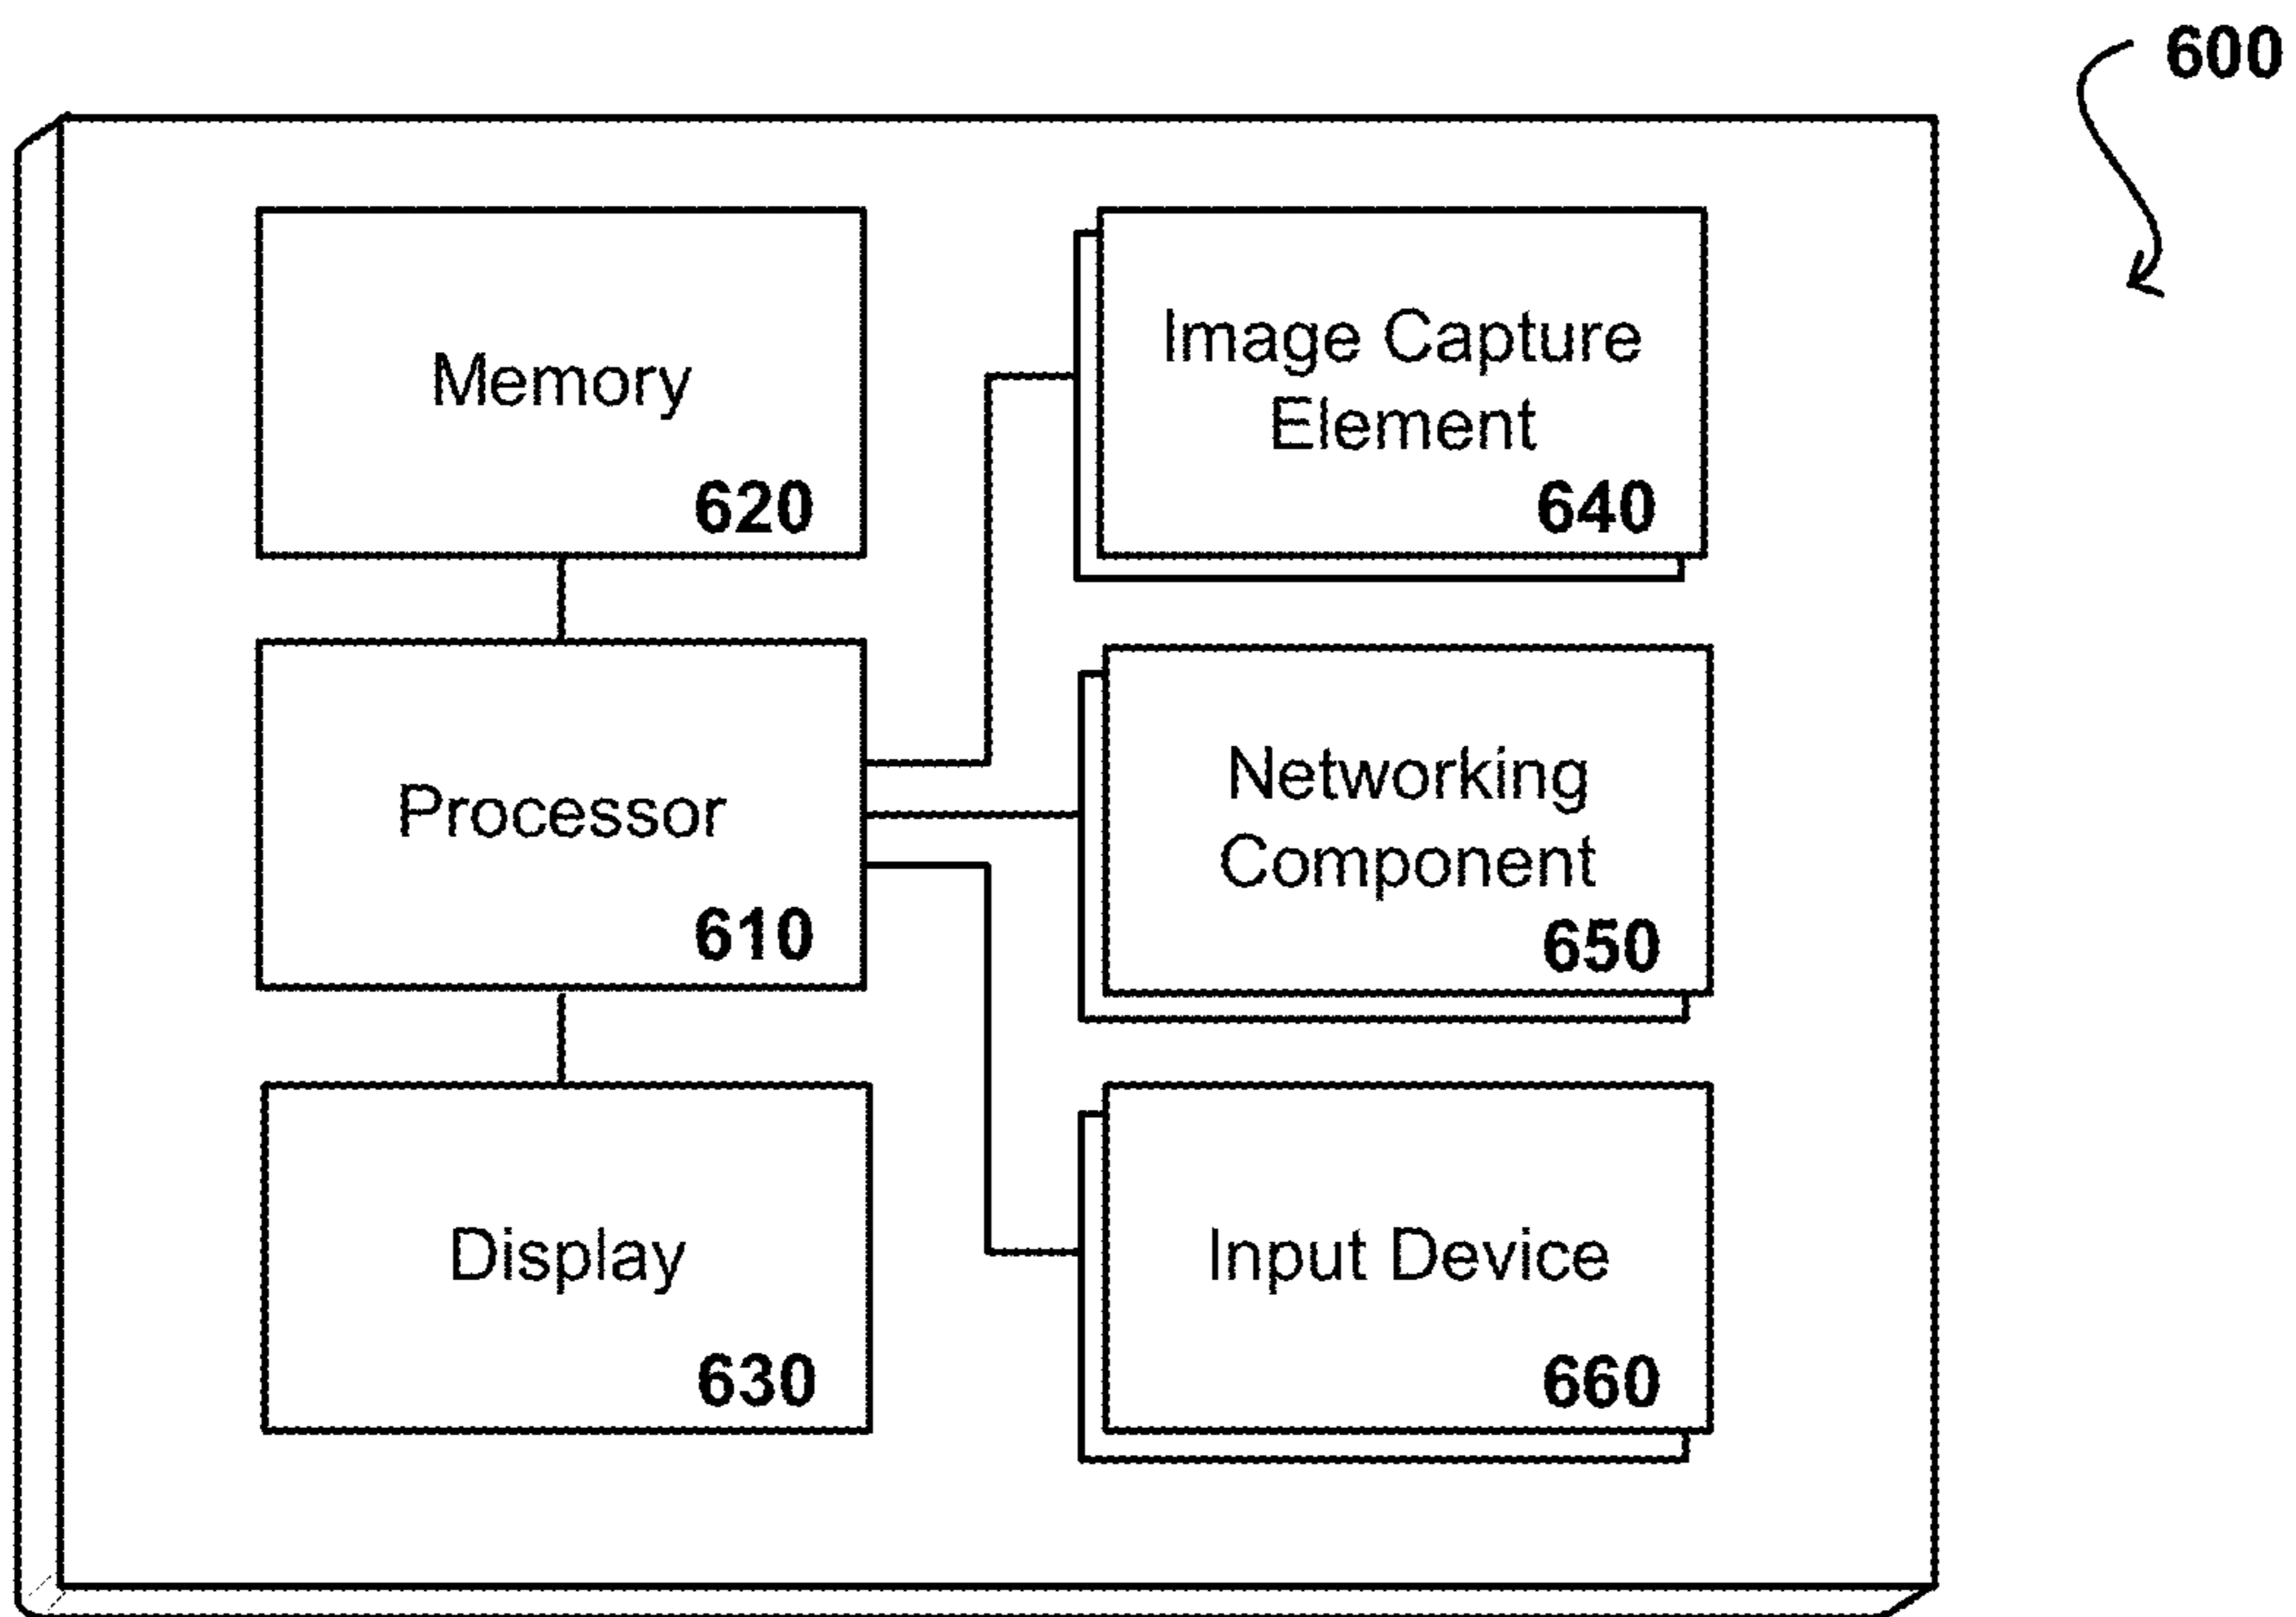 600
Memory
620
Image Capture
Element
640
Processor
610
Networking
Component
650
Display
630
Input Device
660